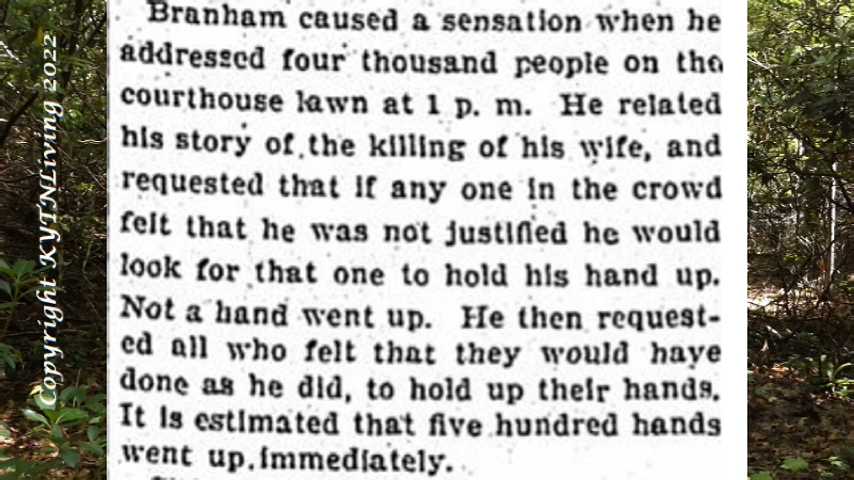 Branham caused a sensation when he
addressed four thousand people on the
courthouse lawn at 1 p. m. He related
his story of the killing of his wife, and
requested that if any one in the crowd
felt that he was not justified he would
look for that one to hold his hand up.
Not a hand went up. He then request-
ed all who felt that they would have
done as he did, to hold up their hands.
It is estimated that five hundred hands
went up immediately.
Copyright KYTNLiving 2022